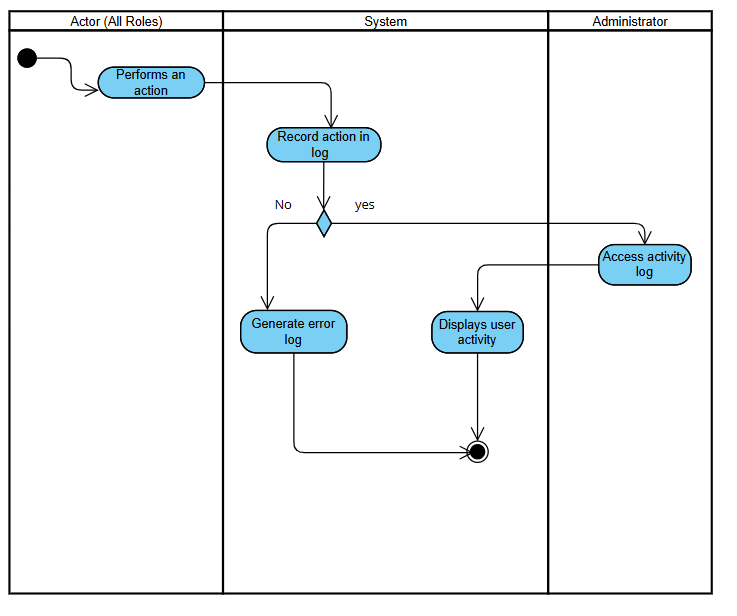 Actor (All Roles)
System
Administrator
Performs an
action
Record action in
log
No
yes
Access activity
log
Generate error
log
Displays user
activity